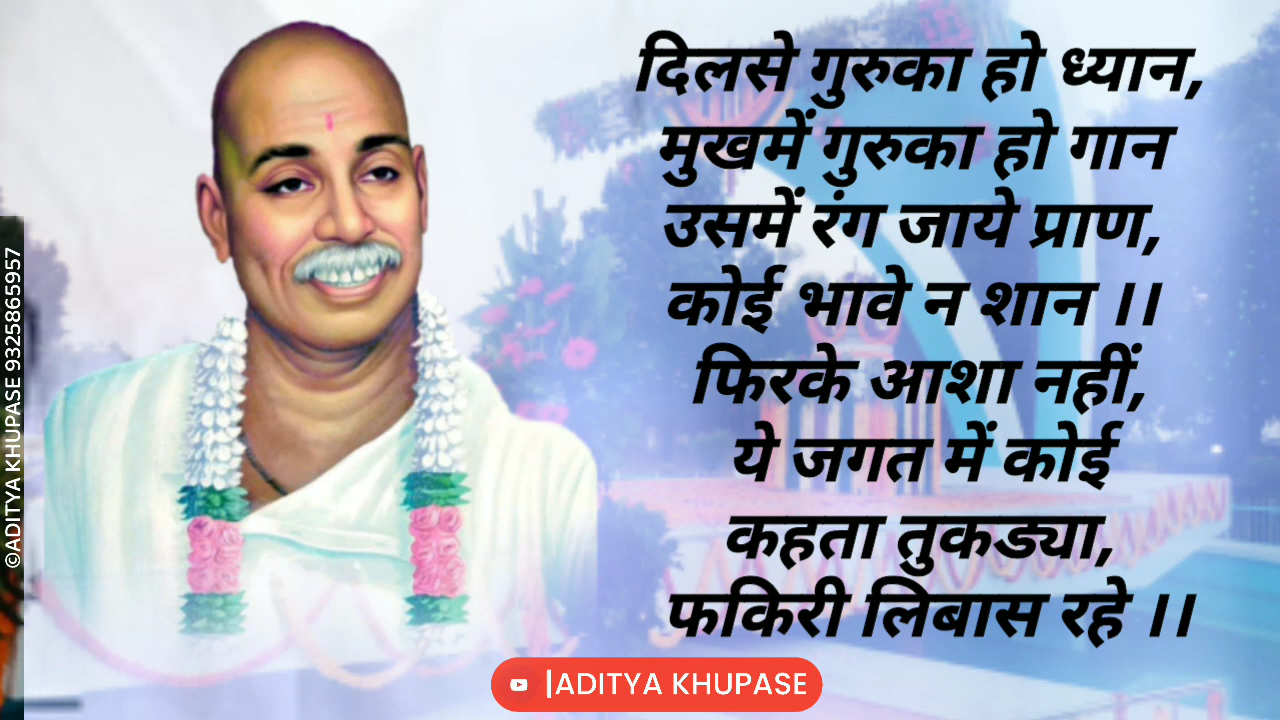 दिलसे गुरुका हो ध्यान,
मुखमें गुरुका हो गान
उसमें रंग जाये प्राण,
कोई भावे न शान ।।
फिरके आशा नहीं,
ये जगत में कोई
कहता तुकड्या,
फकिरी लिबास रहे ।।
©ADITYA KHUPASE 9325865957
|ADITYA KHUPASE